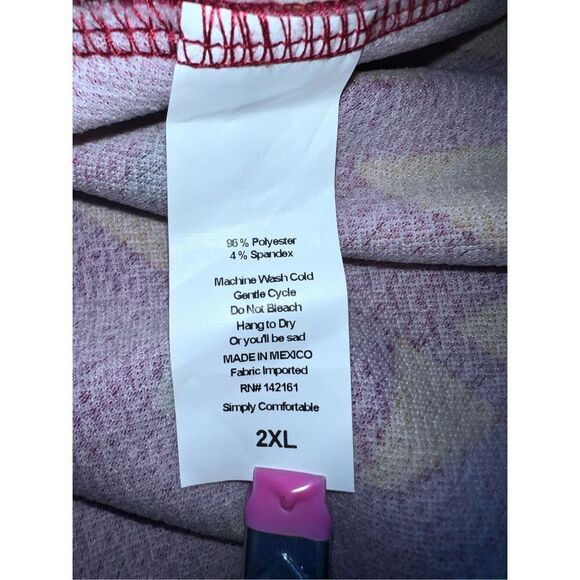 96 % Polyester
4 % Spandex
Machine Wash Cold
Gentle Cycle
Do Not Bleach
Hang to Dry
Or you'll be sad
MADE IN MEXICO
Fabric Imported
RN# 142161
Simply Comfortable
2XL